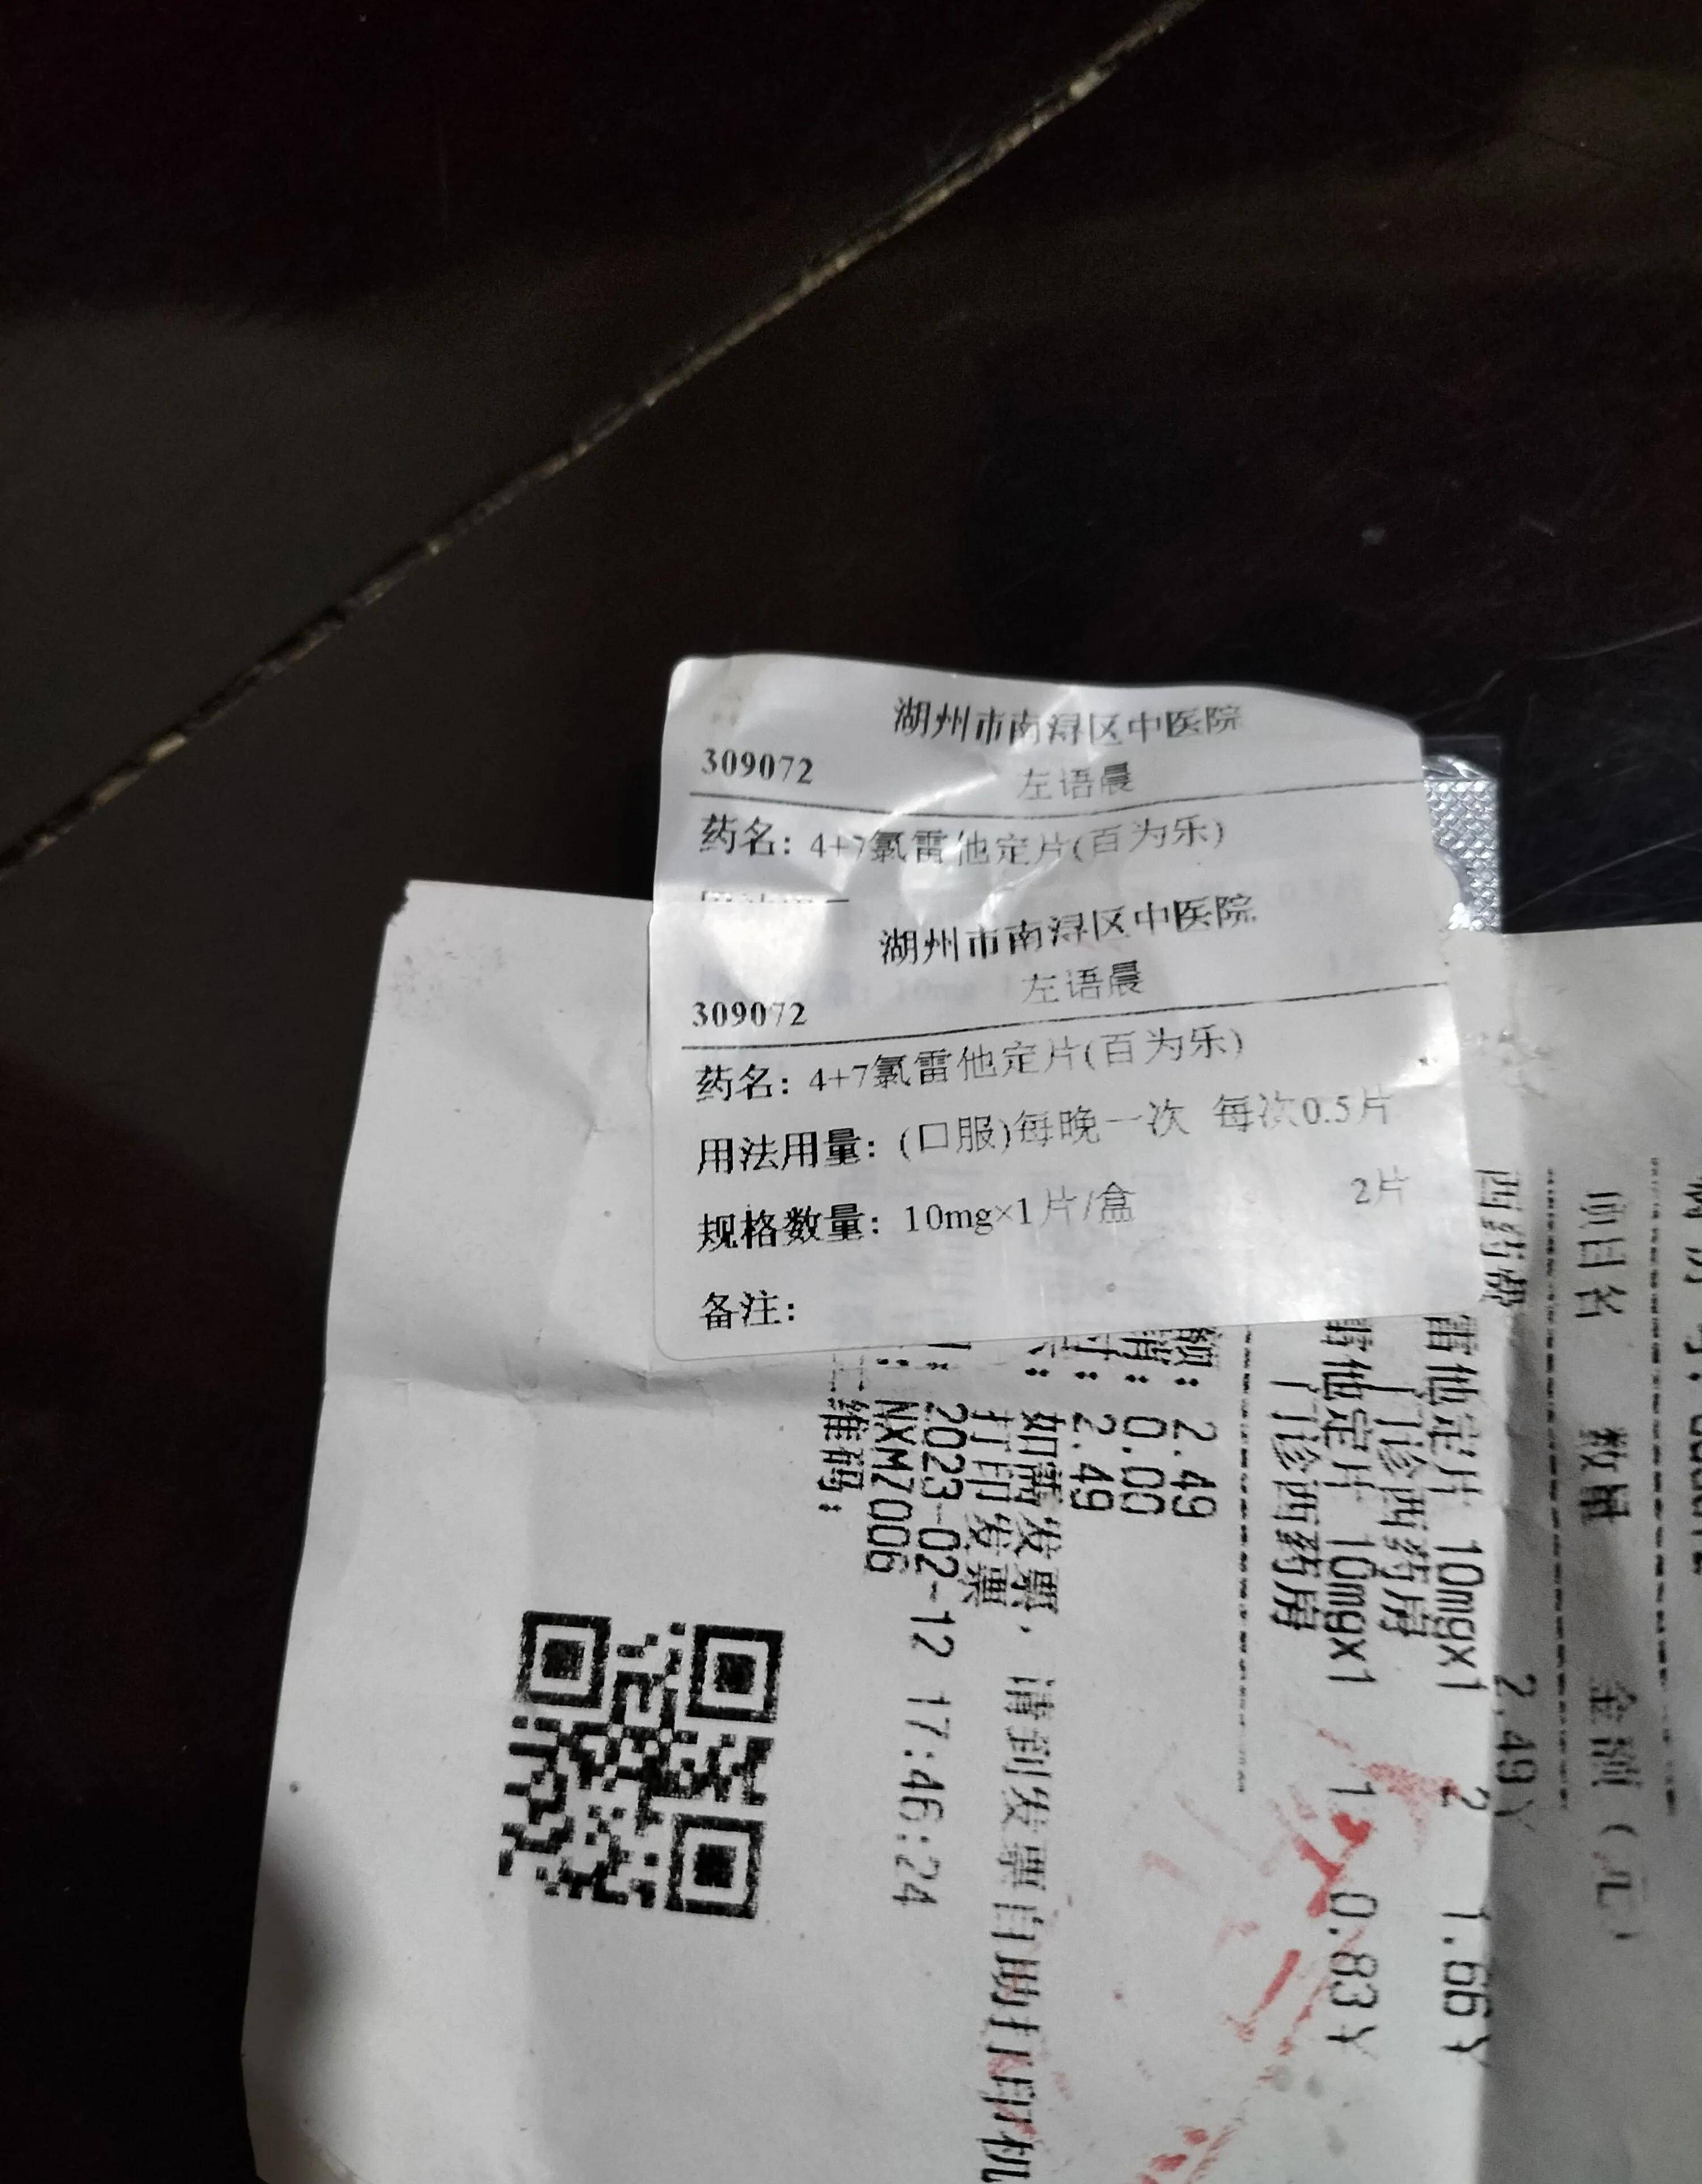 湖州市南浔区中医院
309072 左语晨
药名: 4+7氯雷他定片(百为乐)
湖州市南浔区中医院
左语晨
309072
药名: 4+7氯雷他定片(百为乐)
用法用量: (口服)每晚一次 每次0.5片
规格数量: 10mg×1片/盒 2片
备注:
项目名 数量 金额(元)
西药费 2.49Y
雷他定片 10mgx1 2 1.66Y
门诊西药房
雷他定片 10mgx1 1 0.83Y
门诊西药房
额: 2.49
0.00
付: 2.49
如需发票,请到发票自助打印机
打印发票
2023-02-12 17:46:24
NXMZ006
二维码: